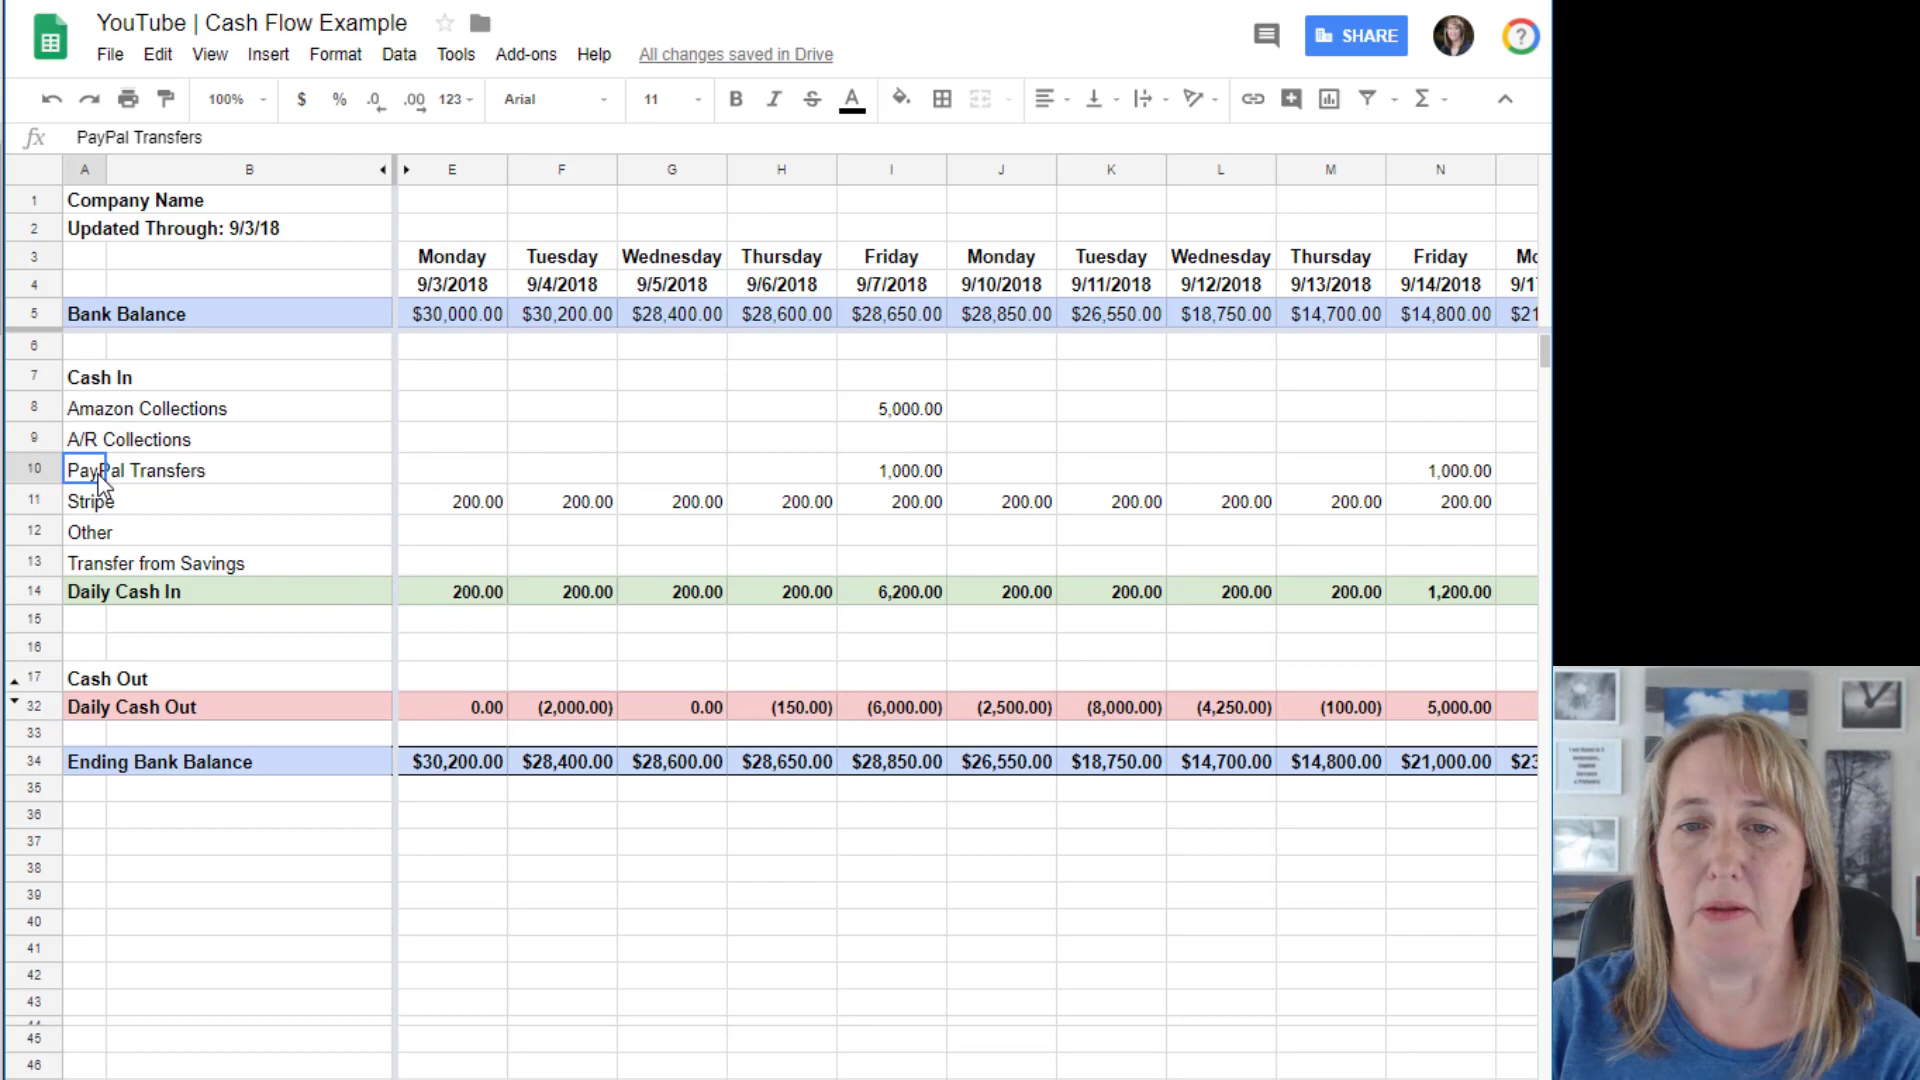 YouTube | Cash Flow Example
File Edit View Insert Format Data Tools Add-ons Help All changes saved in Drive
SHARE
100% $ % .0 .00 123 Arial 11 B I S A
fx PayPal Transfers
A B E F G H I J K L M N
1 Company Name
2 Updated Through: 9/3/18
3 Monday Tuesday Wednesday Thursday Friday Monday Tuesday Wednesday Thursday Friday Mo
4 9/3/2018 9/4/2018 9/5/2018 9/6/2018 9/7/2018 9/10/2018 9/11/2018 9/12/2018 9/13/2018 9/14/2018 9/1
5 Bank Balance $30,000.00 $30,200.00 $28,400.00 $28,600.00 $28,650.00 $28,850.00 $26,550.00 $18,750.00 $14,700.00 $14,800.00 $21
6
7 Cash In
8 Amazon Collections 5,000.00
9 A/R Collections
10 PayPal Transfers 1,000.00 1,000.00
11 Stripe 200.00 200.00 200.00 200.00 200.00 200.00 200.00 200.00 200.00 200.00
12 Other
13 Transfer from Savings
14 Daily Cash In 200.00 200.00 200.00 200.00 6,200.00 200.00 200.00 200.00 200.00 1,200.00
15
16
17 Cash Out
32 Daily Cash Out 0.00 (2,000.00) 0.00 (150.00) (6,000.00) (2,500.00) (8,000.00) (4,250.00) (100.00) 5,000.00
33
34 Ending Bank Balance $30,200.00 $28,400.00 $28,600.00 $28,650.00 $28,850.00 $26,550.00 $18,750.00 $14,700.00 $14,800.00 $21,000.00 $23
35
36
37
38
39
40
41
42
43
44
45
46